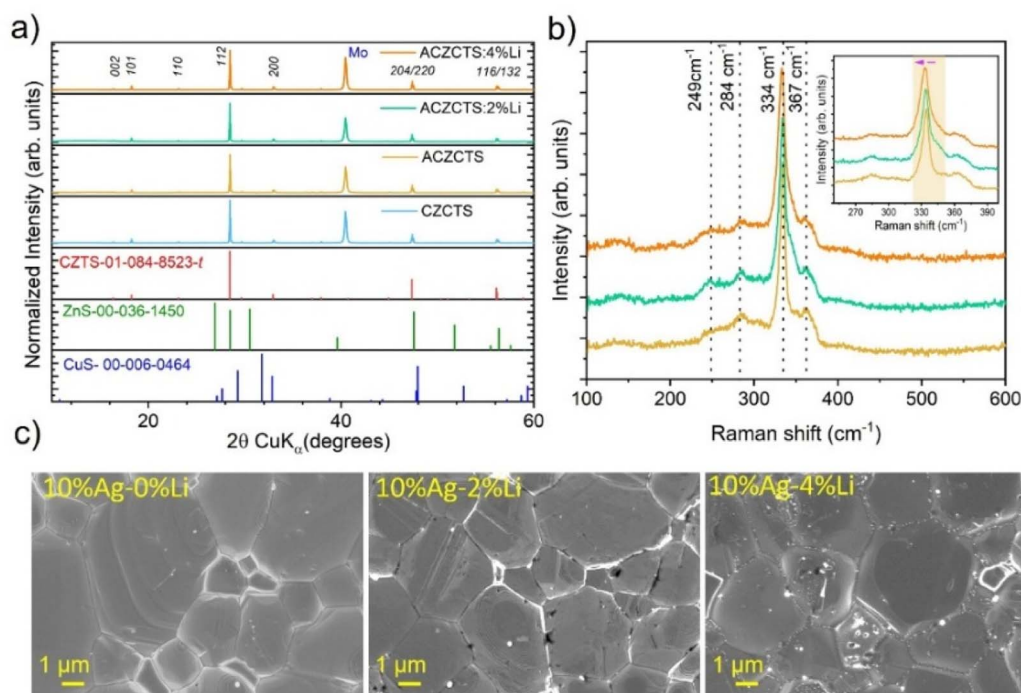 a)
Normalized Intensity (arb. units)
002 101 110 112 200 Mo 204/220 116/132
ACZCTS:4%Li
ACZCTS:2%Li
ACZCTS
CZCTS
CZTS-01-084-8523-t
ZnS-00-036-1450
CuS- 00-006-0464
20 40 60
2θ CuKα(degrees)
b)
Intensity (arb. units)
249cm-1
284 cm-1
334 cm-1
367 cm-1
100 200 300 400 500 600
Raman shift (cm-1)
Intensity (arb. units)
270 300 330 360 390
Raman shift (cm-1)
c)
10%Ag-0%Li
1 µm
10%Ag-2%Li
1 µm
10%Ag-4%Li
1 µm